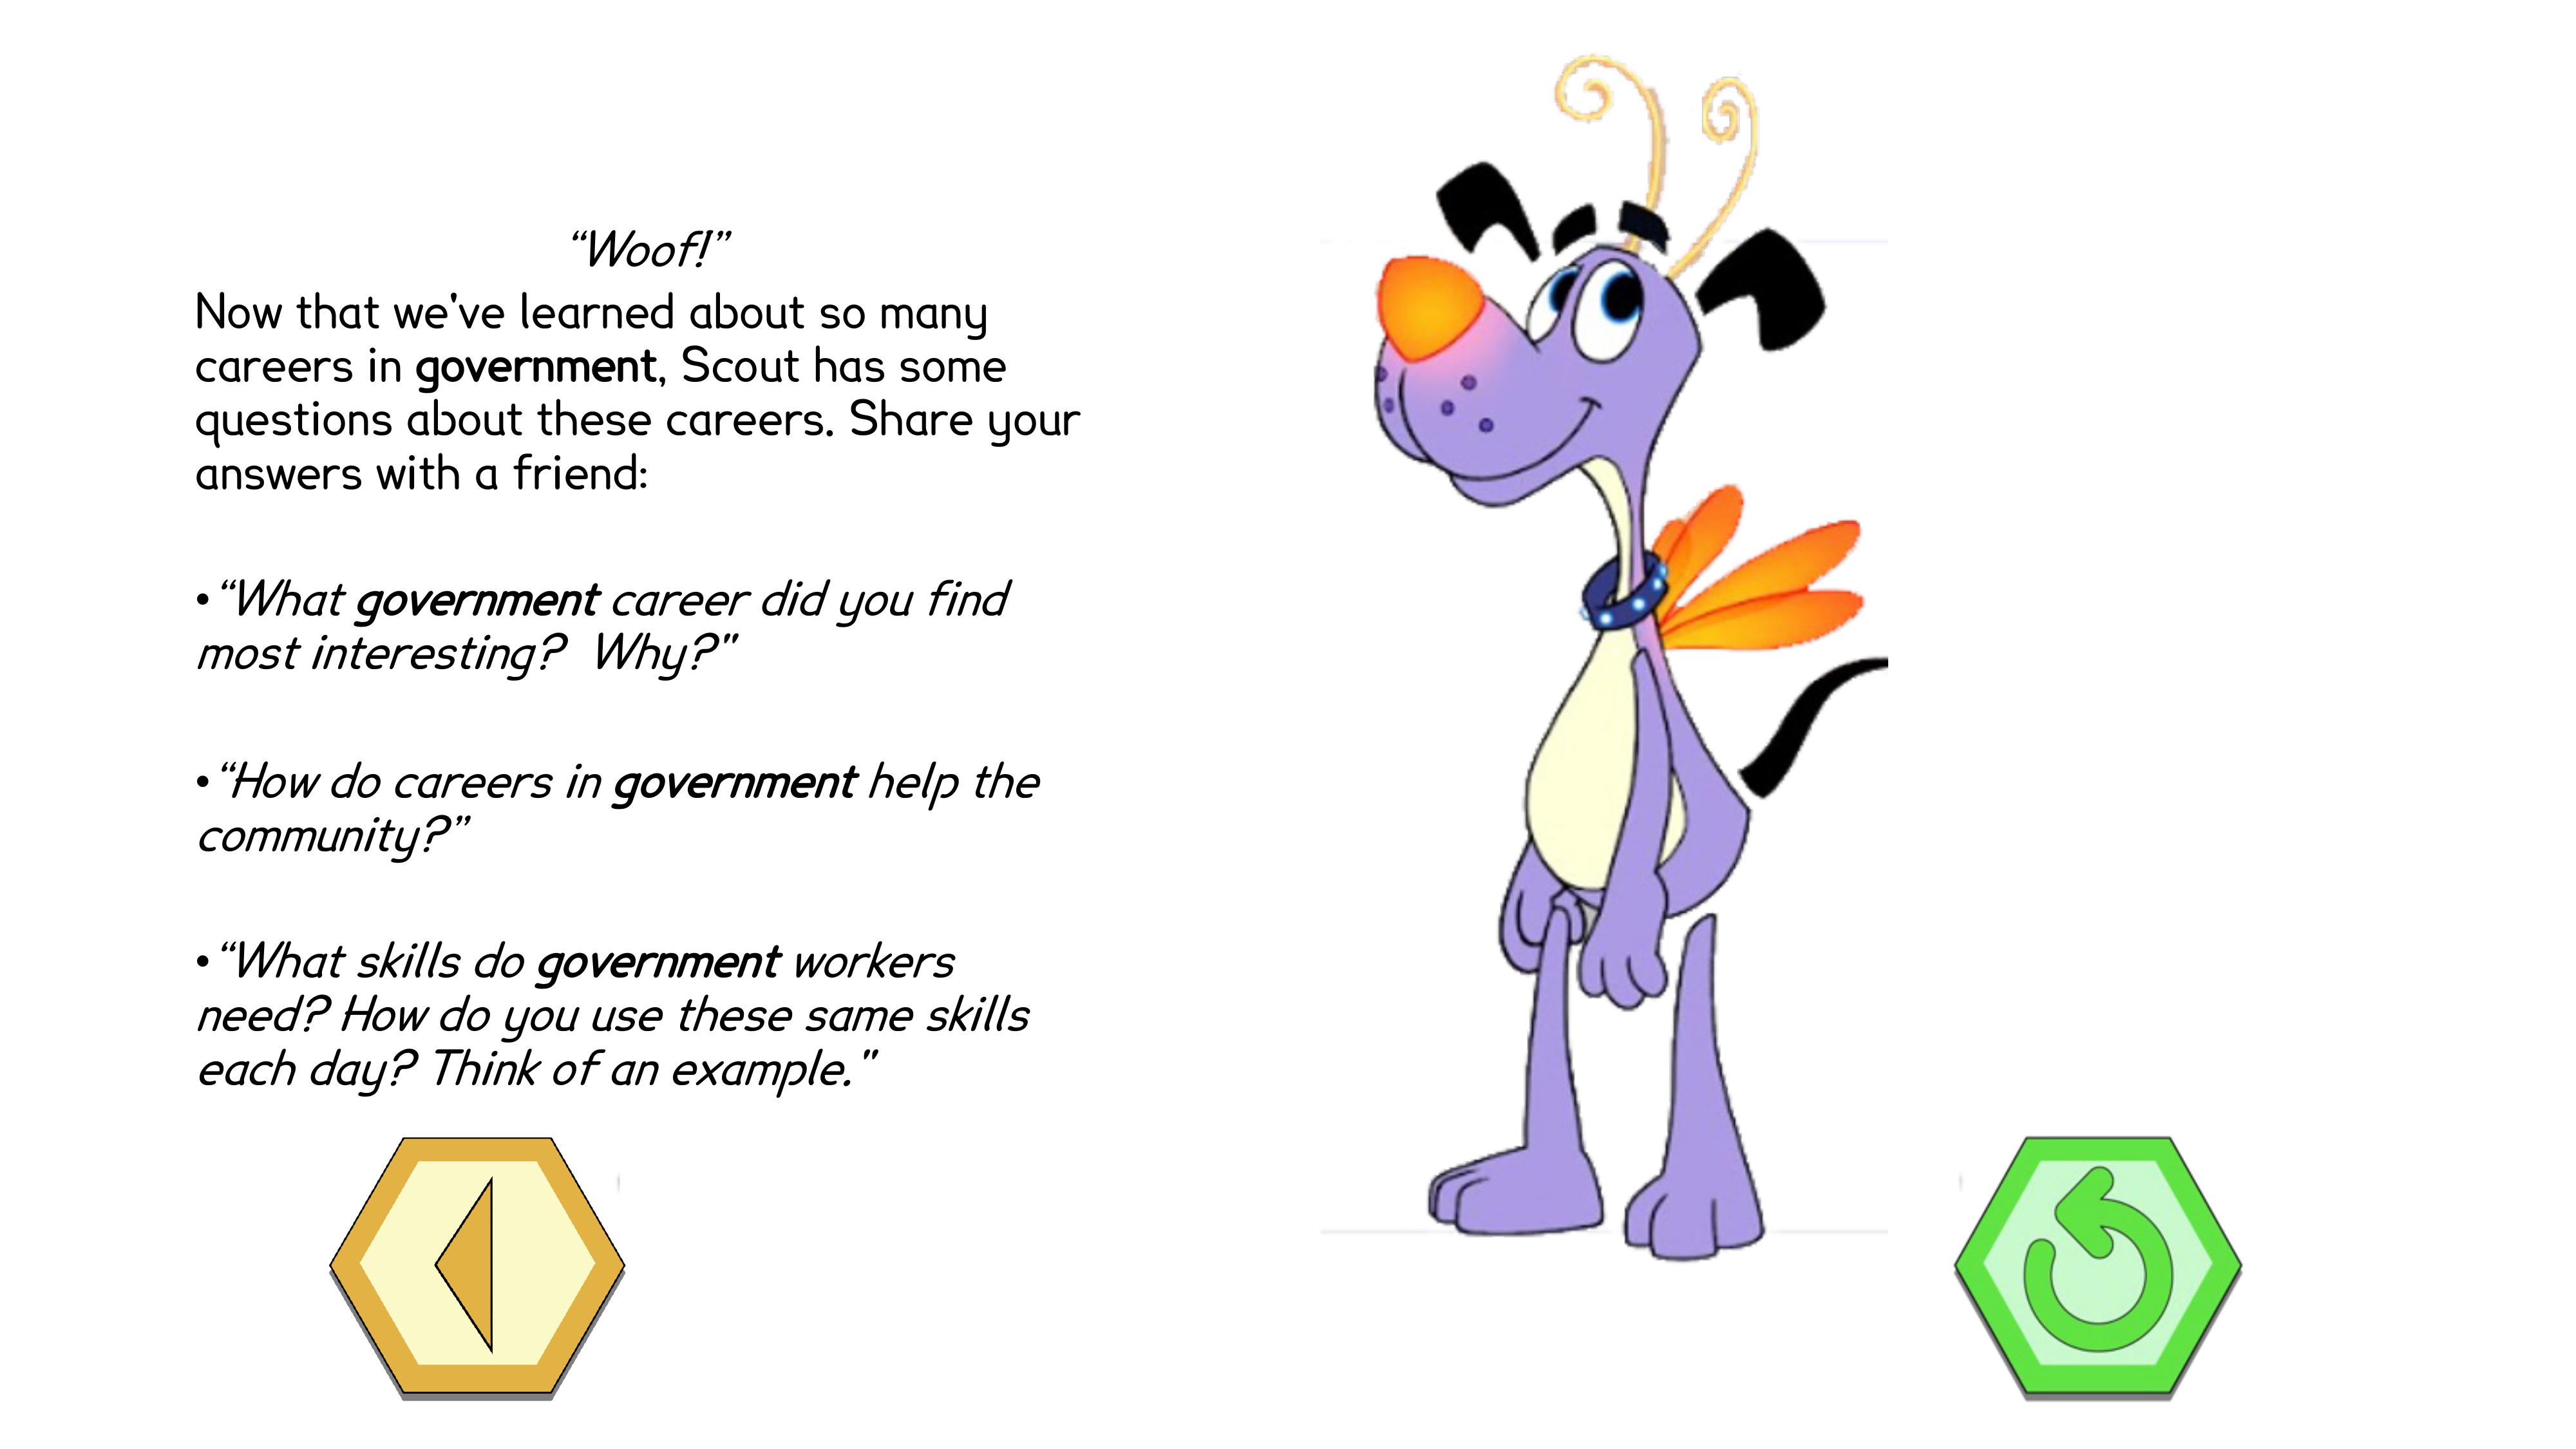 “Woof!”
Now that we've learned about so many
careers in government, Scout has some
questions about these careers. Share your
answers with a friend:
•“What government career did you find
most interesting?  Why?"
•“How do careers in government help the
community?”
•“What skills do government workers
need? How do you use these same skills
each day? Think of an example."